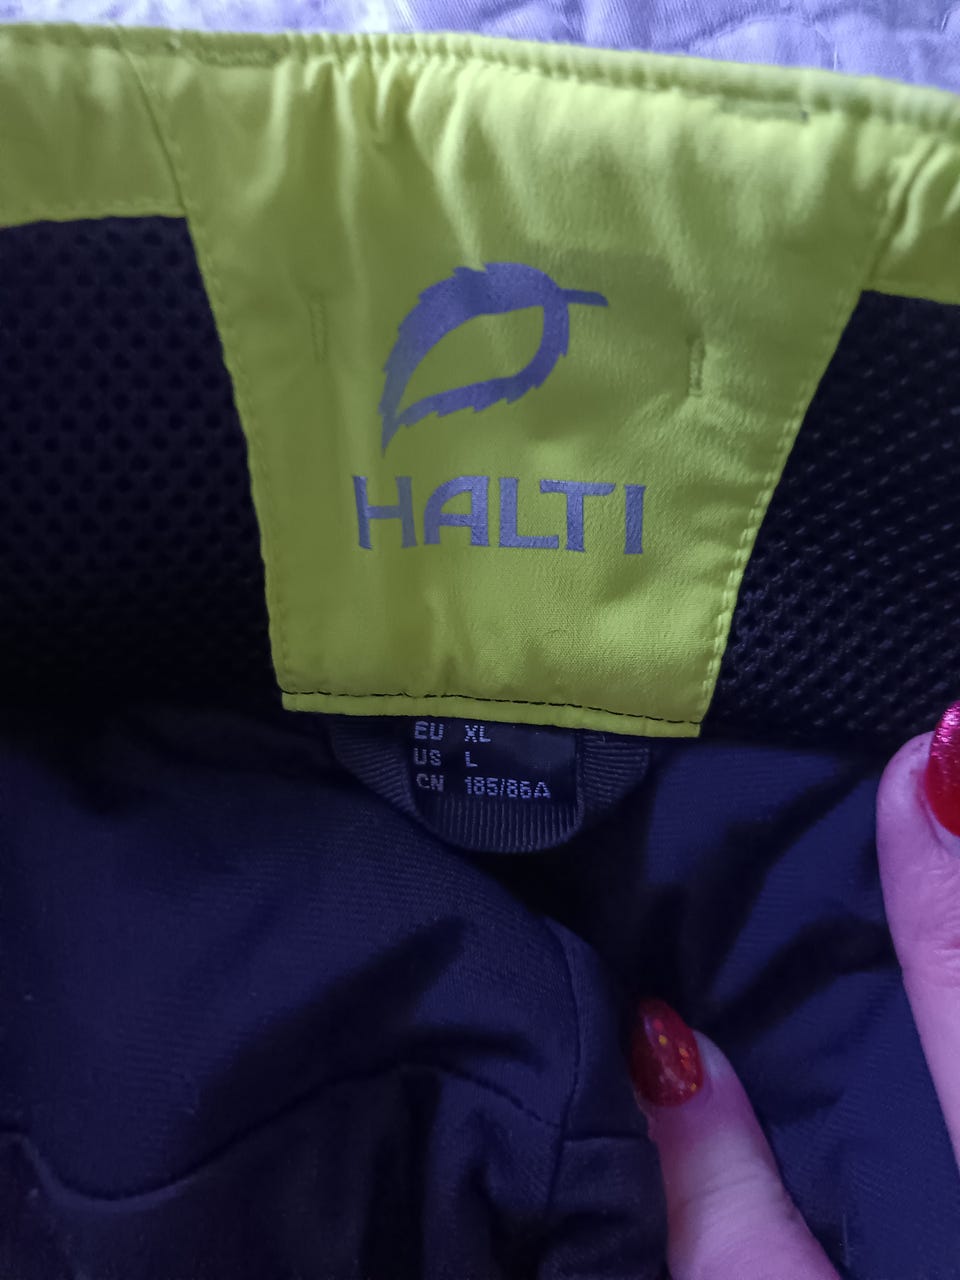 HALTI
EU XL
US L
CN 185/86A